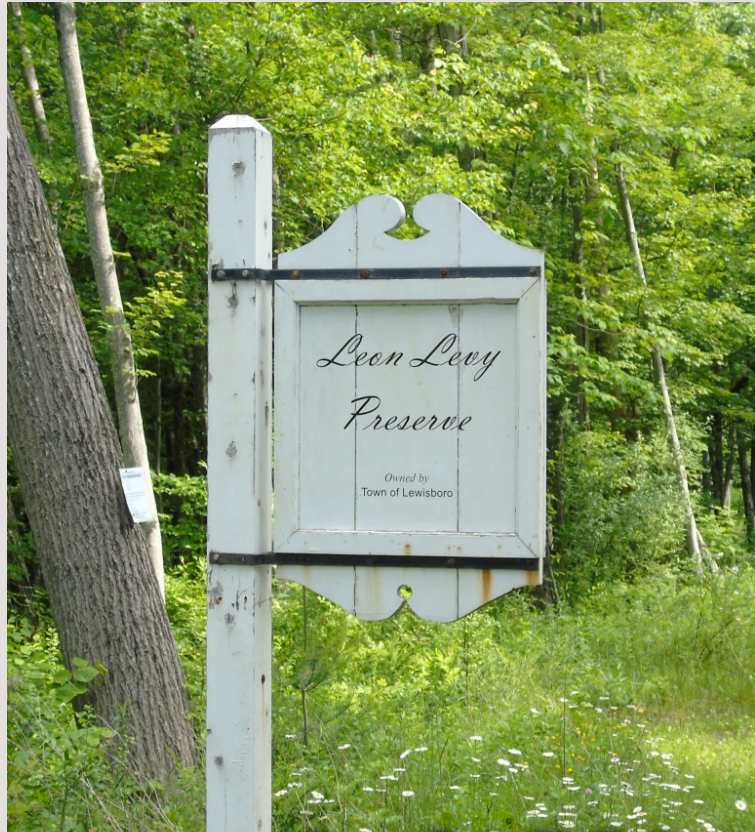 Leon Levy
Preserve
Owned by
Town of Lewisboro